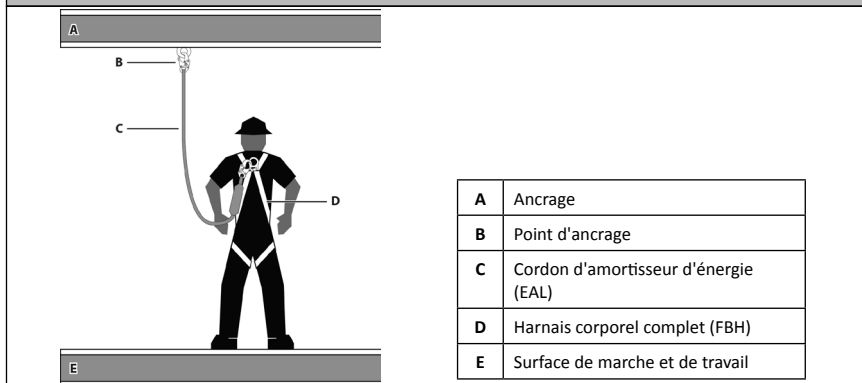 A
B
C
D
E
A Ancrage
B Point d'ancrage
C Cordon d'amortisseur d'énergie
(EAL)
D Harnais corporel complet (FBH)
E Surface de marche et de travail